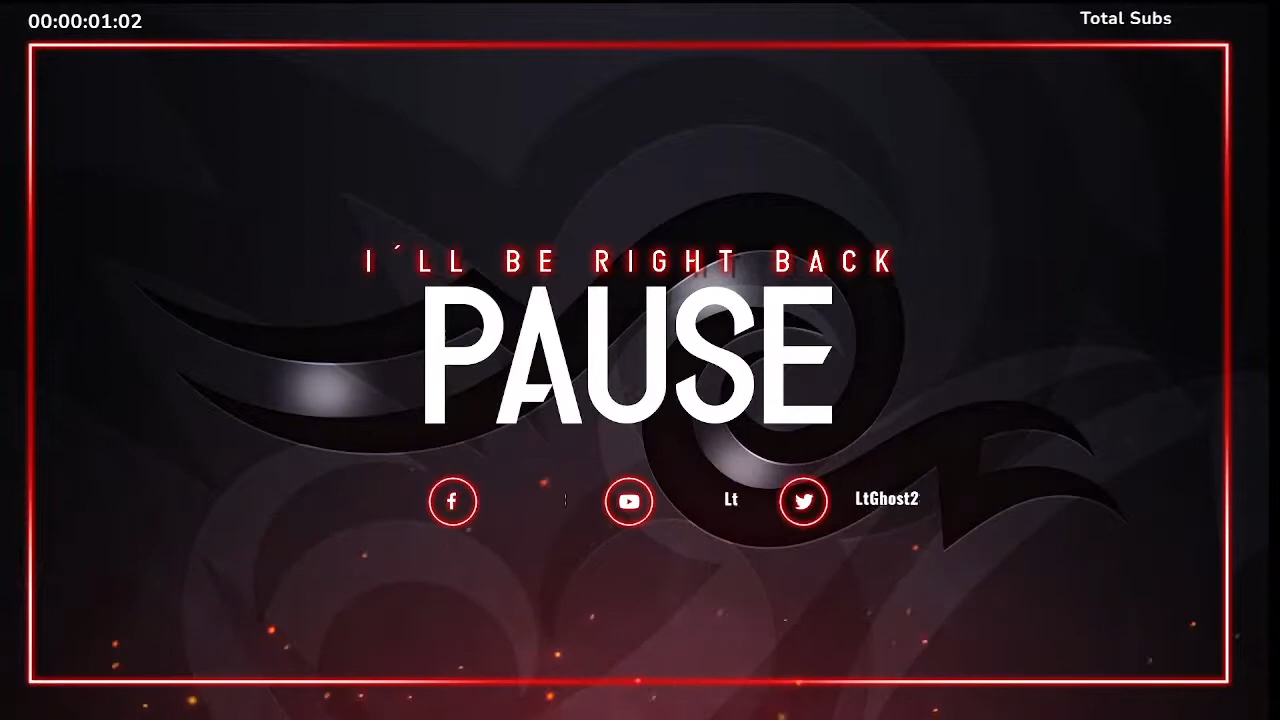 00:00:01:02
Total Subs
I´LL BE RIGHT BACK
PAUSE
Lt
LtGhost2